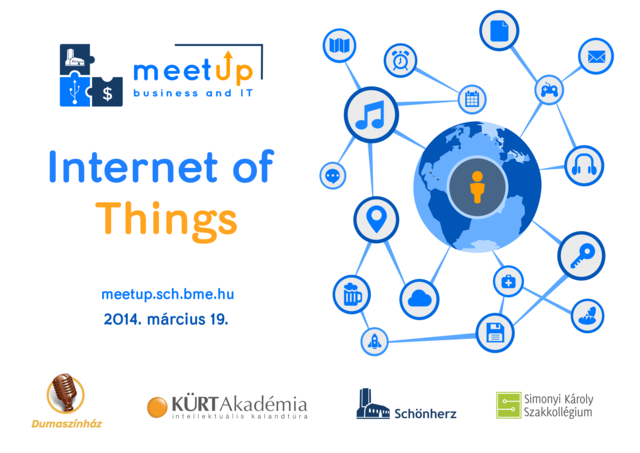 meetup
business and IT
$
Internet of
Things
meetup.sch.bme.hu
2014. március 19.
Dumaszínház
KÜRTAkadémia
intellektuális kalandtúra
Schönherz
Simonyi Károly
Szakkollégium